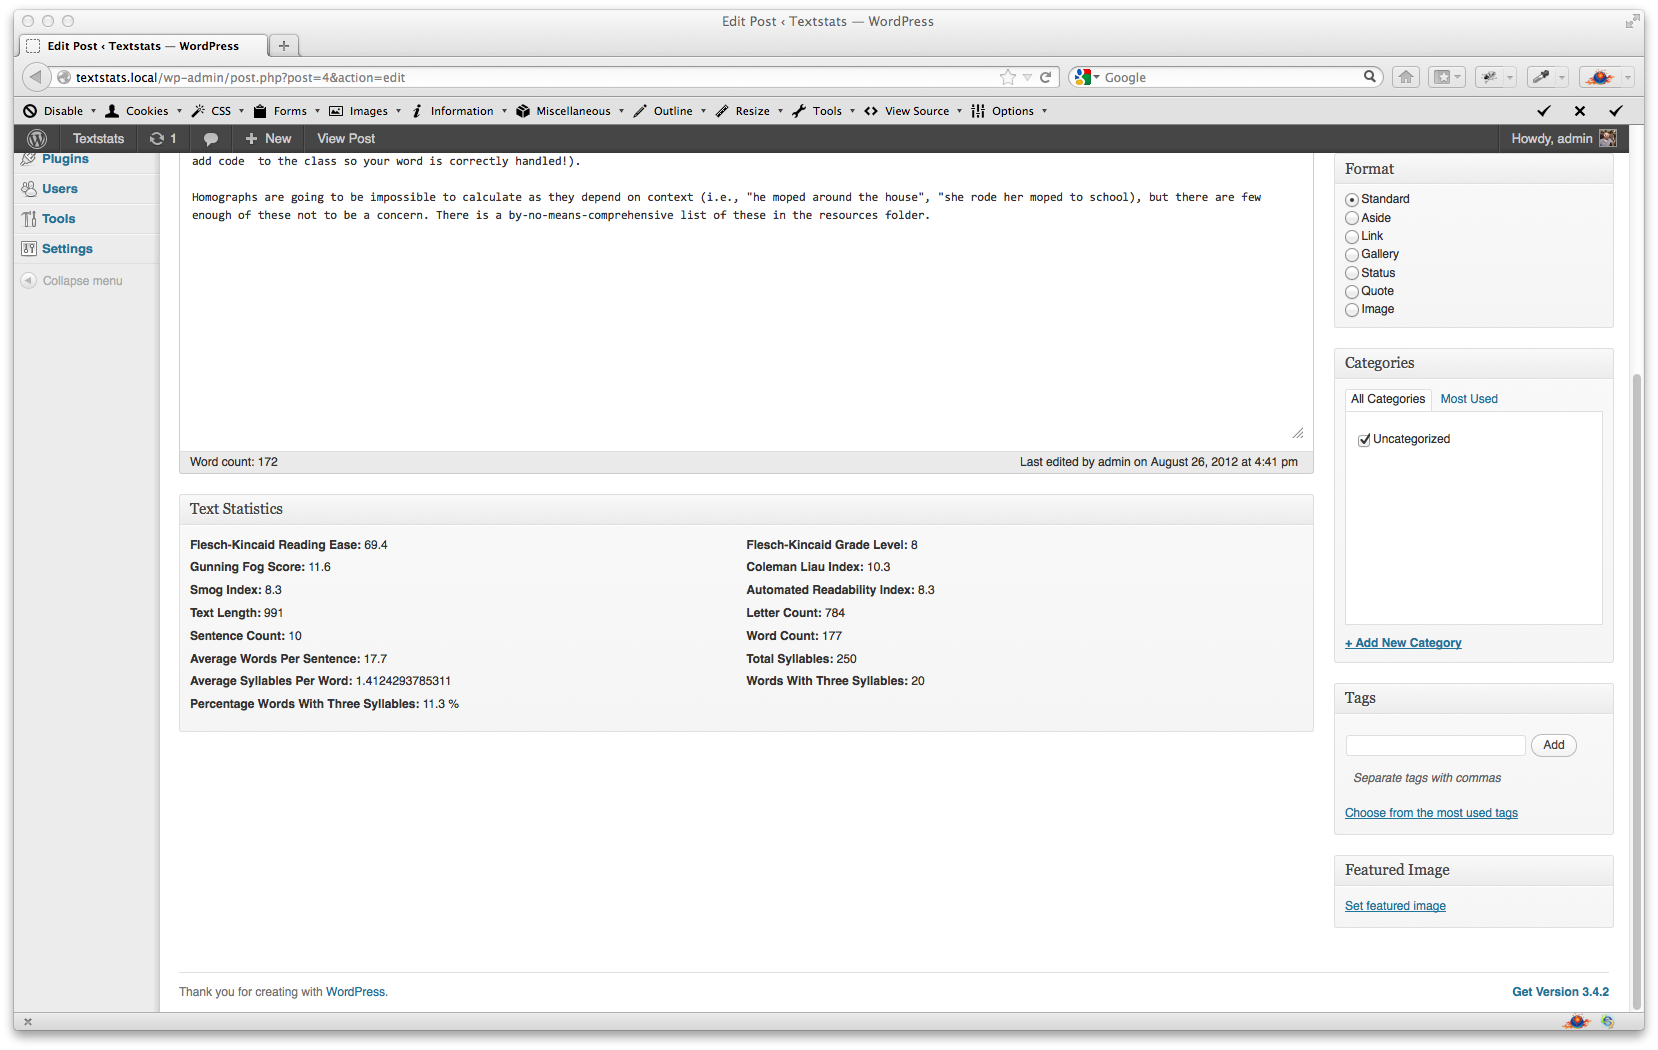 Edit Post ‹ Textstats — WordPress
Edit Post ‹ Textstats — WordPress
textstats.local/wp-admin/post.php?post=4&action=edit
Google
Disable Cookies CSS Forms Images Information Miscellaneous Outline Resize Tools View Source Options
Textstats 1 New View Post Howdy, admin
Plugins
Users
Tools
Settings
Collapse menu
add code  to the class so your word is correctly handled!).
Homographs are going to be impossible to calculate as they depend on context (i.e., "he moped around the house", "she rode her moped to school), but there are few
enough of these not to be a concern. There is a by-no-means-comprehensive list of these in the resources folder.
Word count: 172 Last edited by admin on August 26, 2012 at 4:41 pm
Text Statistics
Flesch-Kincaid Reading Ease: 69.4 Flesch-Kincaid Grade Level: 8
Gunning Fog Score: 11.6 Coleman Liau Index: 10.3
Smog Index: 8.3 Automated Readability Index: 8.3
Text Length: 991 Letter Count: 784
Sentence Count: 10 Word Count: 177
Average Words Per Sentence: 17.7 Total Syllables: 250
Average Syllables Per Word: 1.4124293785311 Words With Three Syllables: 20
Percentage Words With Three Syllables: 11.3 %
Format
Standard
Aside
Link
Gallery
Status
Quote
Image
Categories
All Categories Most Used
Uncategorized
+ Add New Category
Tags
Add
Separate tags with commas
Choose from the most used tags
Featured Image
Set featured image
Thank you for creating with WordPress. Get Version 3.4.2